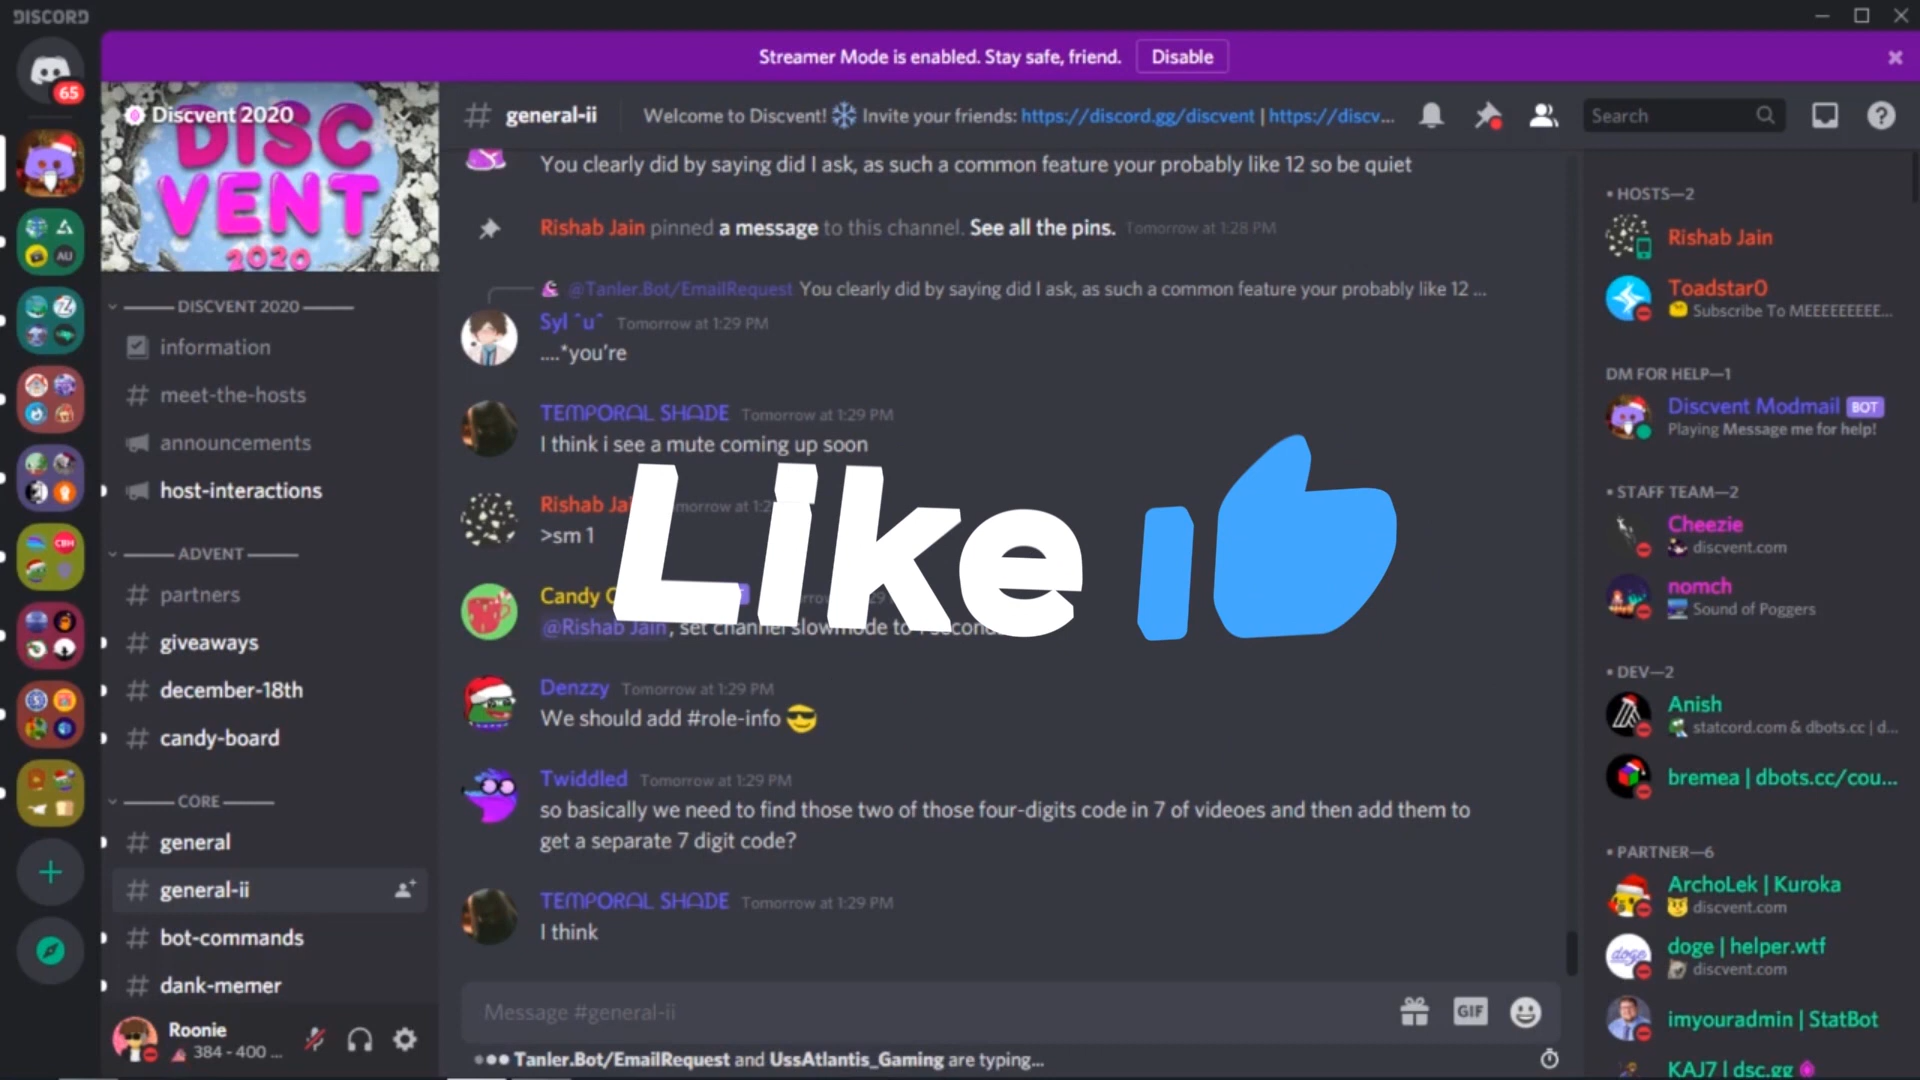 DISCORD
Streamer Mode is enabled. Stay safe, friend.
Disable
65
Discvent 2020
DISC
VENT
2020
general-ii
Welcome to Discvent! Invite your friends: https://discord.gg/discvent | https://discv...
Search
You clearly did by saying did I ask, as such a common feature your probably like 12 so be quiet
Rishab Jain pinned a message to this channel. See all the pins. Tomorrow at 1:28 PM
@Tanler.Bot/EmailRequest You clearly did by saying did I ask, as such a common feature your probably like 12 ...
Syl ˆuˆ Tomorrow at 1:29 PM
....*you're
TEMPORAL SHADE Tomorrow at 1:29 PM
I think i see a mute coming up soon
Rishab Jai
>sm 1
Like
Candy
@Rishab Jain, set channel slowmode to
Denzzy Tomorrow at 1:29 PM
We should add #role-info
Twiddled Tomorrow at 1:29 PM
so basically we need to find those two of those four-digits code in 7 of videoes and then add them to
get a separate 7 digit code?
TEMPORAL SHADE Tomorrow at 1:29 PM
I think
Message #general-ii
GIF
Tanler.Bot/EmailRequest and UssAtlantis_Gaming are typing...
DISCVENT 2020
information
meet-the-hosts
announcements
host-interactions
ADVENT
partners
giveaways
december-18th
candy-board
CORE
general
general-ii
bot-commands
dank-memer
Roonie
384 - 400 ...
AU
CBH
HOSTS—2
Rishab Jain
Toadstar0
Subscribe To MEEEEEEEEE...
DM FOR HELP—1
Discvent Modmail BOT
Playing Message me for help!
STAFF TEAM—2
Cheezie
discvent.com
nomch
Sound of Poggers
DEV—2
Anish
statcord.com & dbots.cc | d...
bremea | dbots.cc/cou...
PARTNER—6
ArchoLek | Kuroka
discvent.com
doge
doge | helper.wtf
discvent.com
imyouradmin | StatBot
KAJ7 | dsc.gg